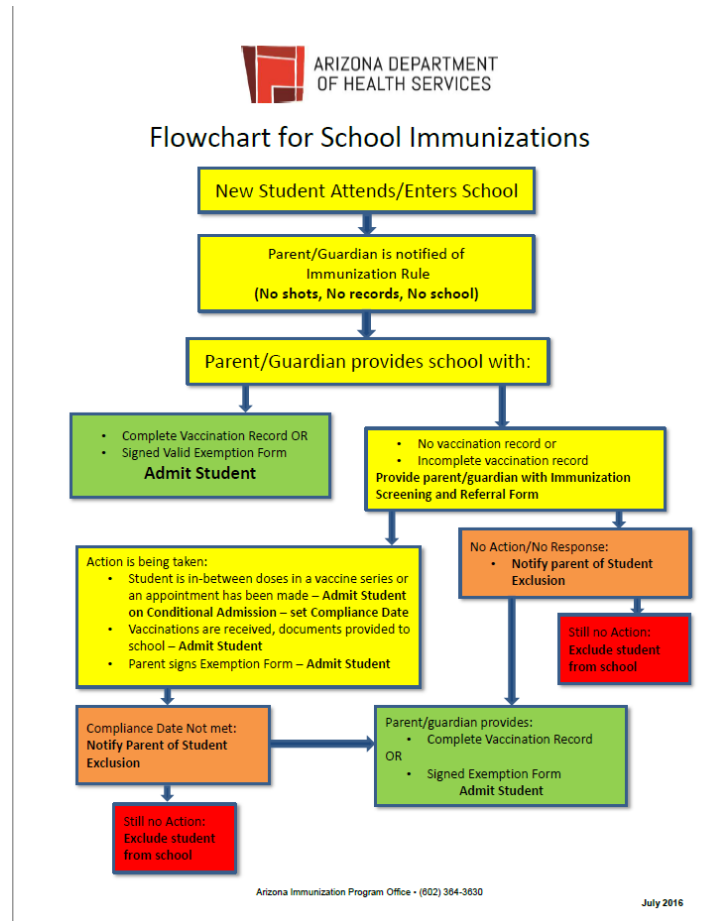 ARIZONA DEPARTMENT
OF HEALTH SERVICES
Flowchart for School Immunizations
New Student Attends/Enters School
Parent/Guardian is notified of
Immunization Rule
(No shots, No records, No school)
Parent/Guardian provides school with:
• Complete Vaccination Record OR
• Signed Valid Exemption Form
Admit Student
• No vaccination record or
• Incomplete vaccination record
Provide parent/guardian with Immunization
Screening and Referral Form
Action is being taken:
• Student is in-between doses in a vaccine series or
an appointment has been made – Admit Student
on Conditional Admission – set Compliance Date
• Vaccinations are received, documents provided to
school – Admit Student
• Parent signs Exemption Form – Admit Student
No Action/No Response:
• Notify parent of Student
Exclusion
Still no Action:
Exclude student
from school
Compliance Date Not met:
Notify Parent of Student
Exclusion
Parent/guardian provides:
• Complete Vaccination Record
OR
• Signed Exemption Form
Admit Student
Still no Action:
Exclude student
from school
Arizona Immunization Program Office • (602) 364-3630
July 2016